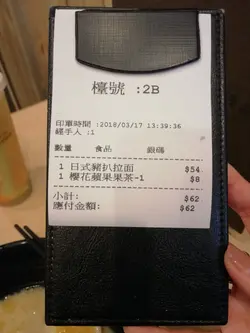 檯號 :2B
印單時間 :2018/03/17 13:39:36
經手人 :1
數量 食品 銀碼
1 日式豬扒拉面 $54
1 櫻花蘋果果茶-1 $8
小計: $62
應付金額: $62